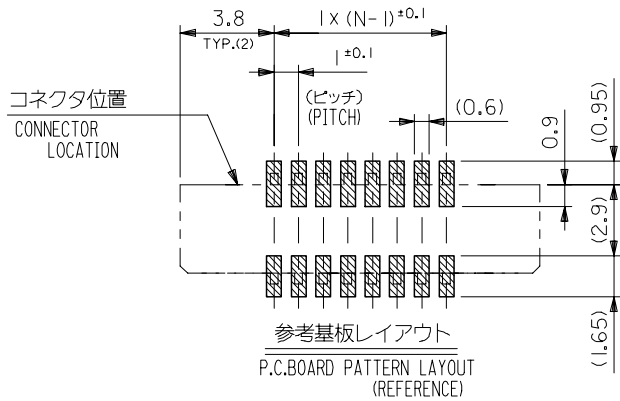 3.8
TYP.(2)
1×(N-1)±0.1
1±0.1
(ピッチ)
(PITCH)
(0.6)
0.9
(0.95)
(2.9)
(1.65)
コネクタ位置
CONNECTOR
LOCATION
参考基板レイアウト
P.C.BOARD PATTERN LAYOUT
(REFERENCE)